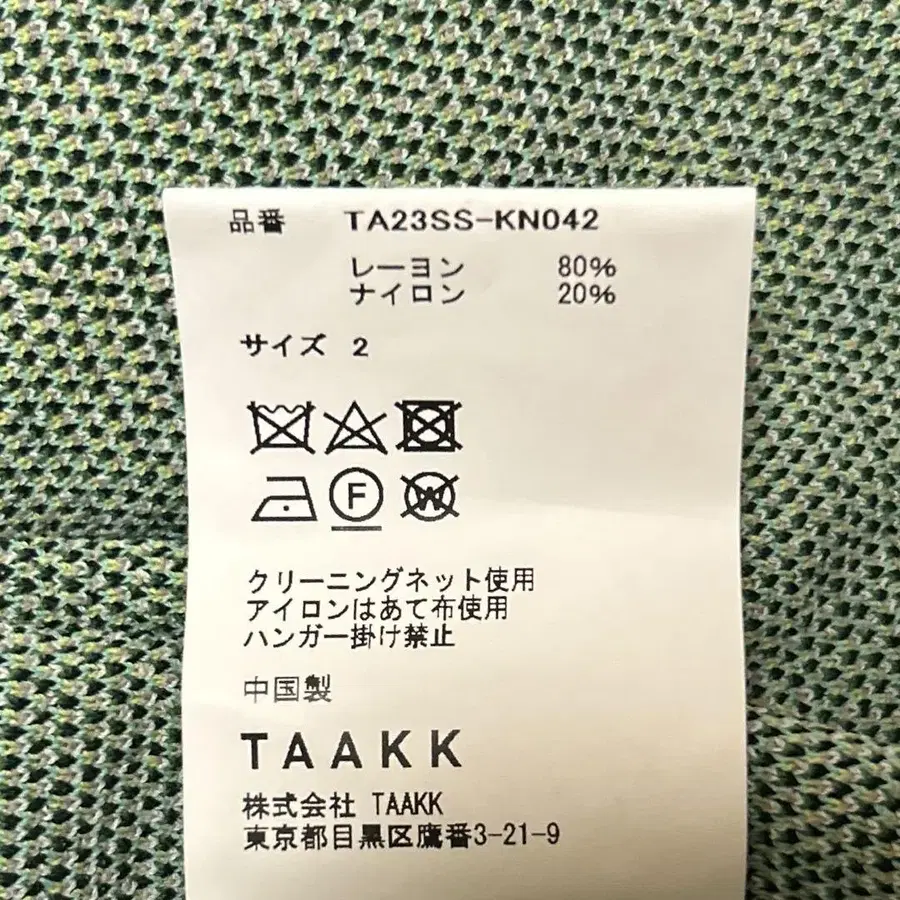 品番 TA23SS-KN042
レーヨン 80%
ナイロン 20%
サイズ 2
F W
クリーニングネット使用
アイロンはあて布使用
ハンガー掛け禁止
中国製
TAAKK
株式会社 TAAKK
東京都目黒区鷹番3-21-9